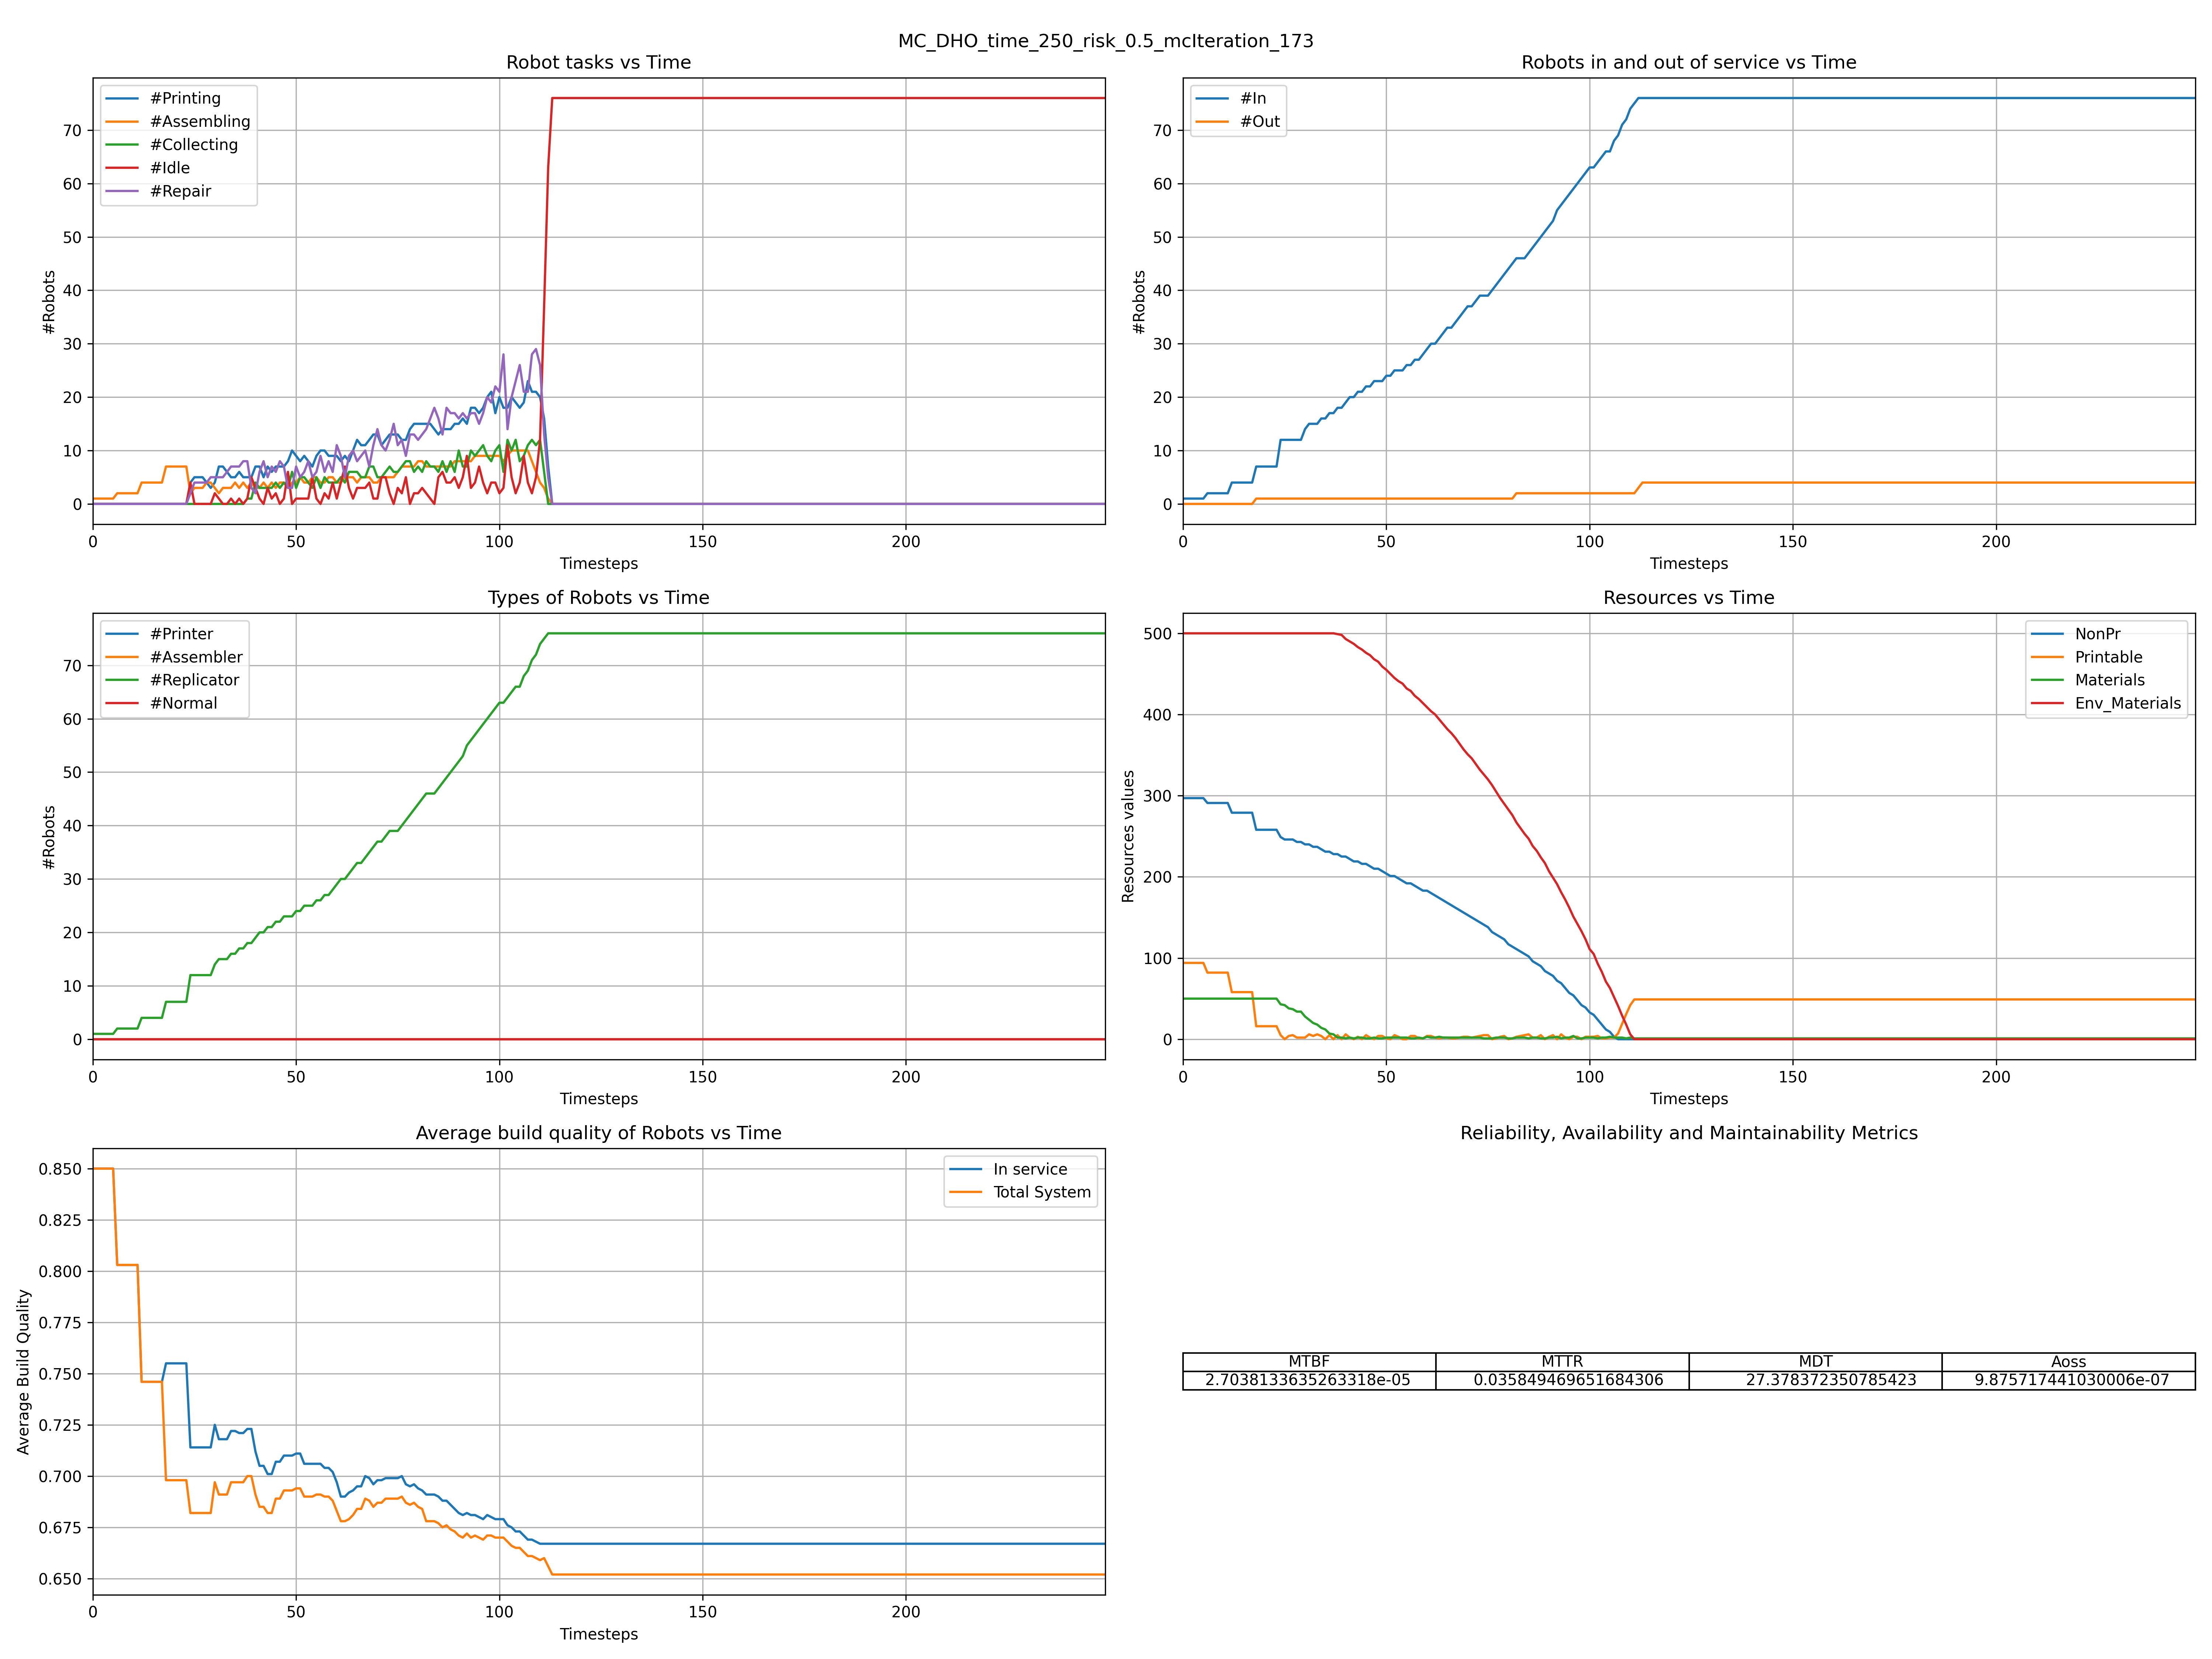 MC_DHO_time_250_risk_0.5_mcIteration_173
Robot tasks vs Time
#Printing
#Assembling
#Collecting
#Idle
#Repair
70
60
50
40
30
20
10
0
#Robots
0 50 100 150 200
Timesteps
Robots in and out of service vs Time
#In
#Out
70
60
50
40
30
20
10
0
#Robots
0 50 100 150 200
Timesteps
Types of Robots vs Time
#Printer
#Assembler
#Replicator
#Normal
70
60
50
40
30
20
10
0
#Robots
0 50 100 150 200
Timesteps
Resources vs Time
NonPr
Printable
Materials
Env_Materials
500
400
300
200
100
0
Resources values
0 50 100 150 200
Timesteps
Average build quality of Robots vs Time
In service
Total System
0.850
0.825
0.800
0.775
0.750
0.725
0.700
0.675
0.650
Average Build Quality
0 50 100 150 200
Timesteps
Reliability, Availability and Maintainability Metrics
MTBF MTTR MDT Aoss
2.7038133635263318e-05 0.035849469651684306 27.378372350785423 9.875717441030006e-07